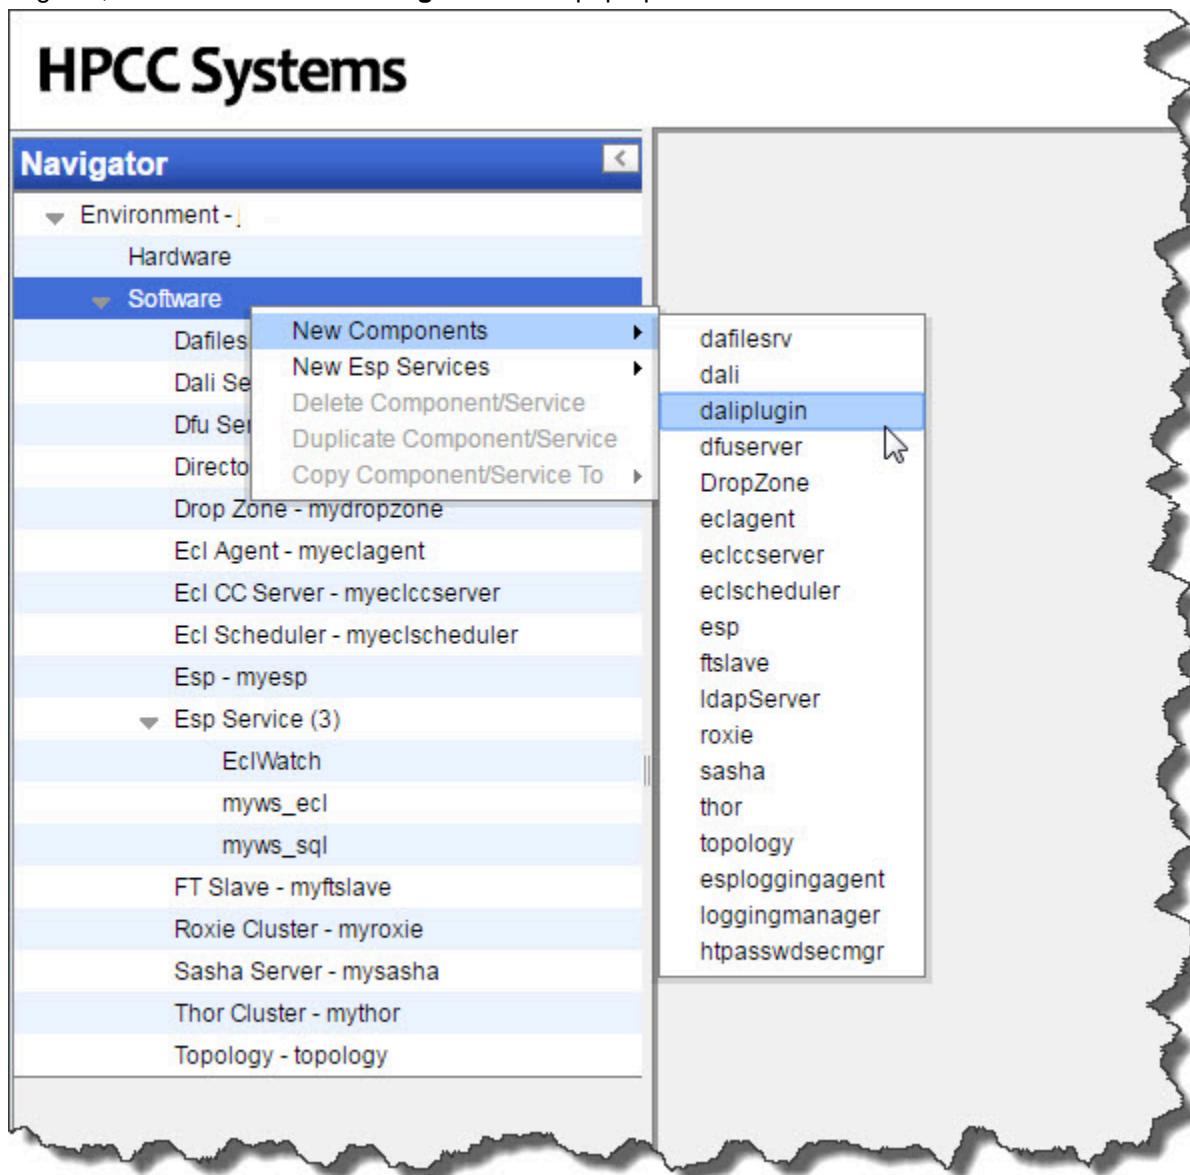 HPCC Systems
Navigator
Environment -
Hardware
Software
New Components
New Esp Services
Delete Component/Service
Duplicate Component/Service
Copy Component/Service To
Dafiles
Dali Se
Dfu Ser
Directo
Drop Zone - mydropzone
Ecl Agent - myeclagent
Ecl CC Server - myeclccserver
Ecl Scheduler - myeclscheduler
Esp - myesp
Esp Service (3)
EclWatch
myws_ecl
myws_sql
FT Slave - myftslave
Roxie Cluster - myroxie
Sasha Server - mysasha
Thor Cluster - mythor
Topology - topology
dafilesrv
dali
daliplugin
dfuserver
DropZone
eclagent
eclccserver
eclscheduler
esp
ftslave
ldapServer
roxie
sasha
thor
topology
esploggingagent
loggingmanager
htpasswdsecmgr